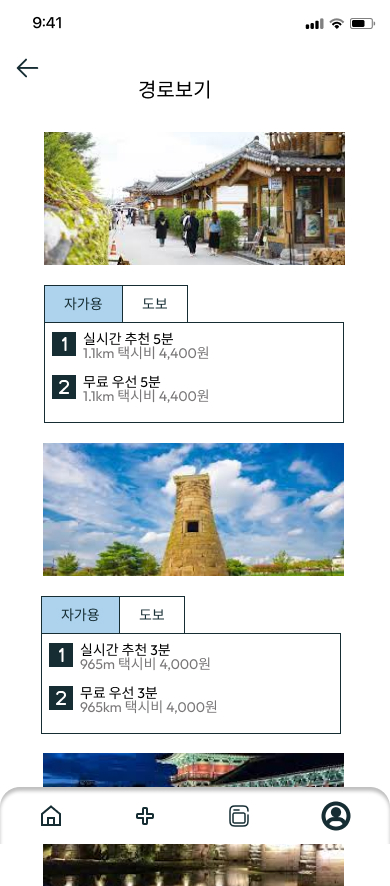 9:41
경로보기
자가용 도보
1 실시간 추천 5분
1.1km 택시비 4,400원
2 무료 우선 5분
1.1km 택시비 4,400원
자가용 도보
1 실시간 추천 3분
965m 택시비 4,000원
2 무료 우선 3분
965km 택시비 4,000원